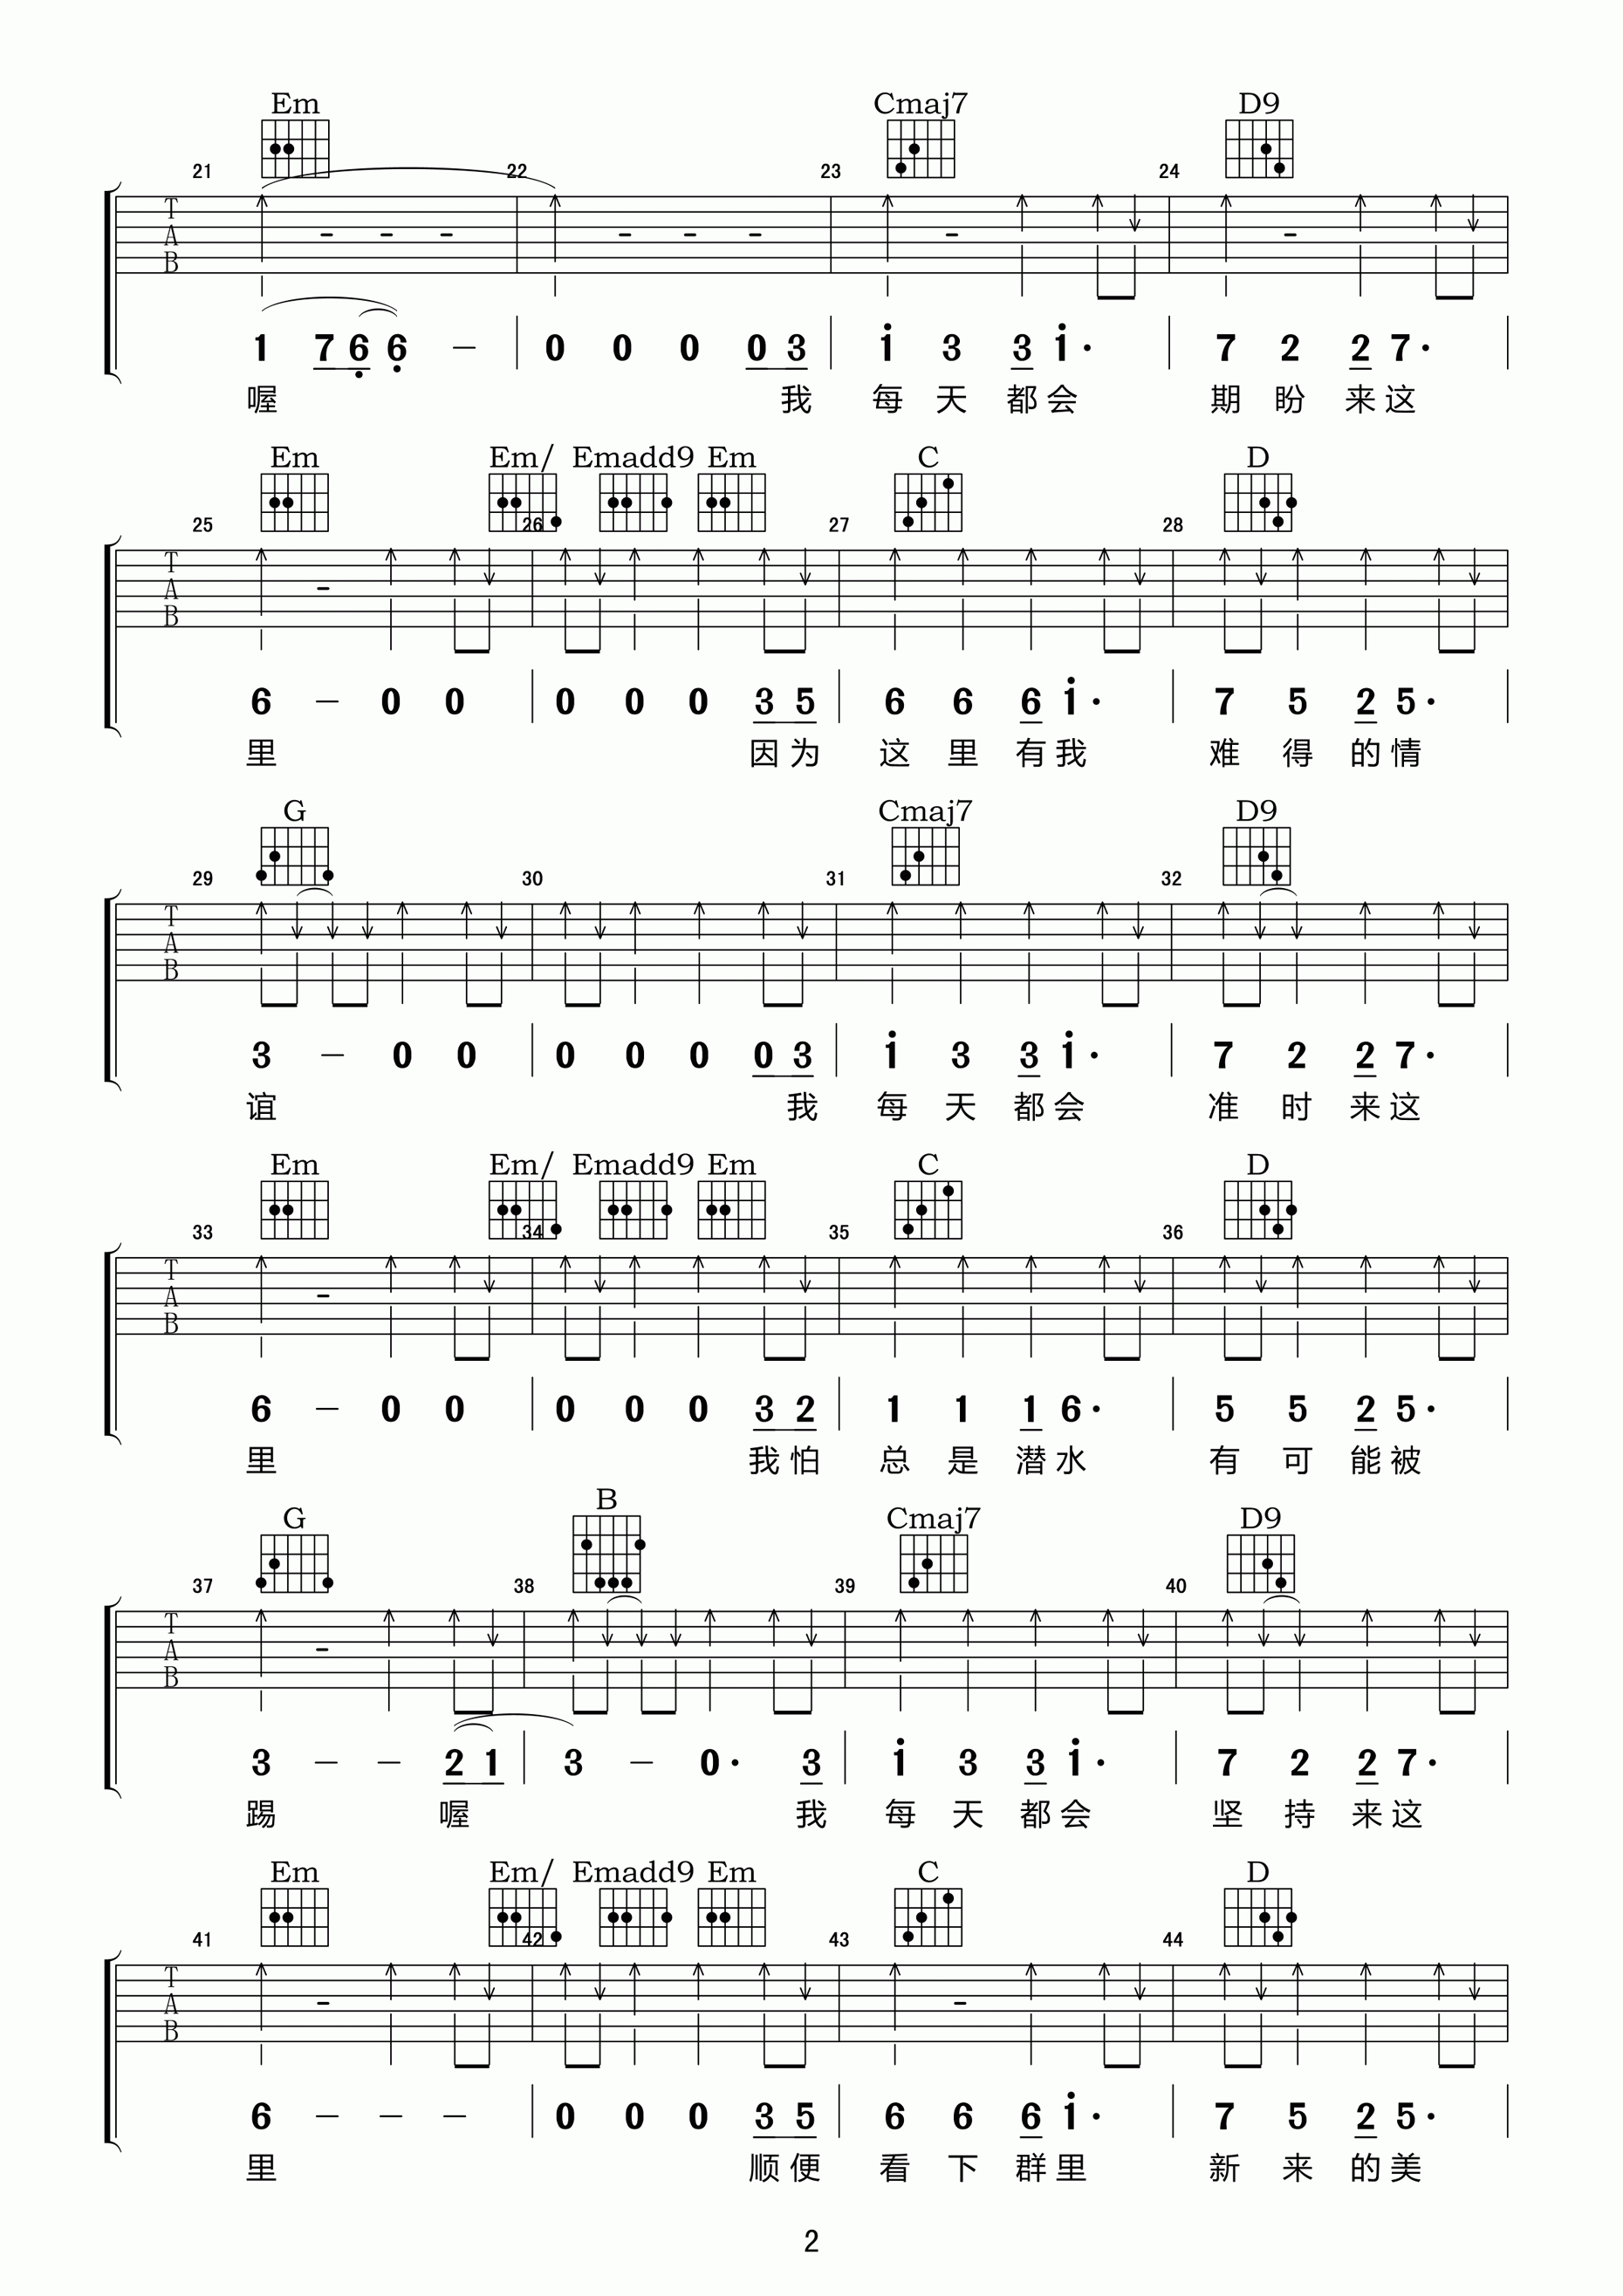 Em Cmaj7 D9
21 22 23 24
T
A
B
1 7 6 6 – 0 0 0 0 3 i 3 3 i· 7 2 2 7·
喔 我 每 天 都 会 期 盼 来 这
Em Em/ Emadd9 Em C D
25 26 27 28
T
A
B
6 – 0 0 0 0 0 3 5 6 6 6 i· 7 5 2 5·
里 因 为 这 里 有 我 难 得 的 情
G Cmaj7 D9
29 30 31 32
T
A
B
3 – 0 0 0 0 0 0 3 i 3 3 i· 7 2 2 7·
谊 我 每 天 都 会 准 时 来 这
Em Em/ Emadd9 Em C D
33 34 35 36
T
A
B
6 – 0 0 0 0 0 3 2 1 1 1 6· 5 5 2 5·
里 我 怕 总 是 潜 水 有 可 能 被
G B Cmaj7 D9
37 38 39 40
T
A
B
3 – – 2 1 3 – 0· 3 i 3 3 i· 7 2 2 7·
踢 喔 我 每 天 都 会 坚 持 来 这
Em Em/ Emadd9 Em C D
41 42 43 44
T
A
B
6 – – – 0 0 0 3 5 6 6 6 i· 7 5 2 5·
里 顺 便 看 下 群 里 新 来 的 美
2